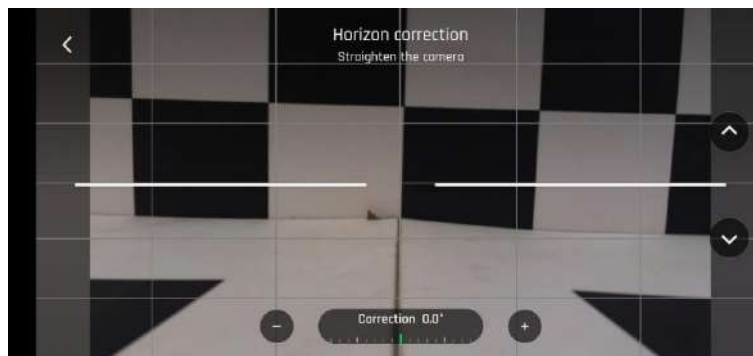 Horizon correction
Straighten the camera
Correction 0.0°